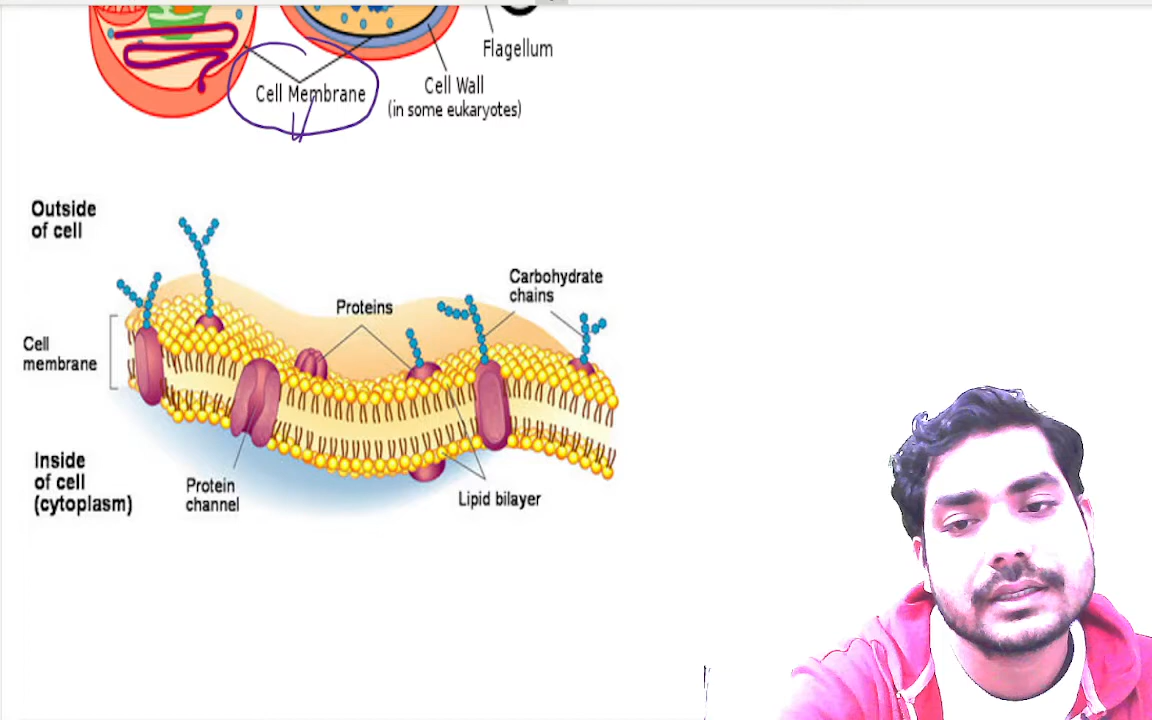 Flagellum
Cell Wall
(in some eukaryotes)
Cell Membrane
Outside
of cell
Carbohydrate
chains
Proteins
Cell
membrane
Inside
of cell
(cytoplasm)
Protein
channel
Lipid bilayer